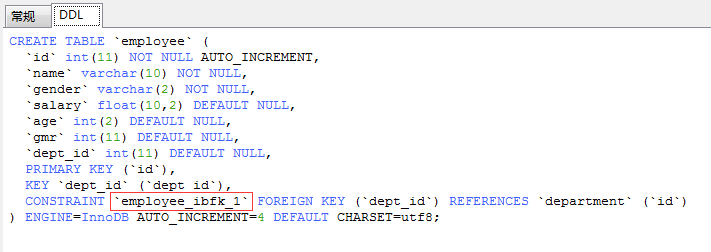 常规 DDL
CREATE TABLE `employee` (
  `id` int(11) NOT NULL AUTO_INCREMENT,
  `name` varchar(10) NOT NULL,
  `gender` varchar(2) NOT NULL,
  `salary` float(10,2) DEFAULT NULL,
  `age` int(2) DEFAULT NULL,
  `gmr` int(11) DEFAULT NULL,
  `dept_id` int(11) DEFAULT NULL,
  PRIMARY KEY (`id`),
  KEY `dept_id` (`dept_id`),
  CONSTRAINT `employee_ibfk_1` FOREIGN KEY (`dept_id`) REFERENCES `department` (`id`)
) ENGINE=InnoDB AUTO_INCREMENT=4 DEFAULT CHARSET=utf8;